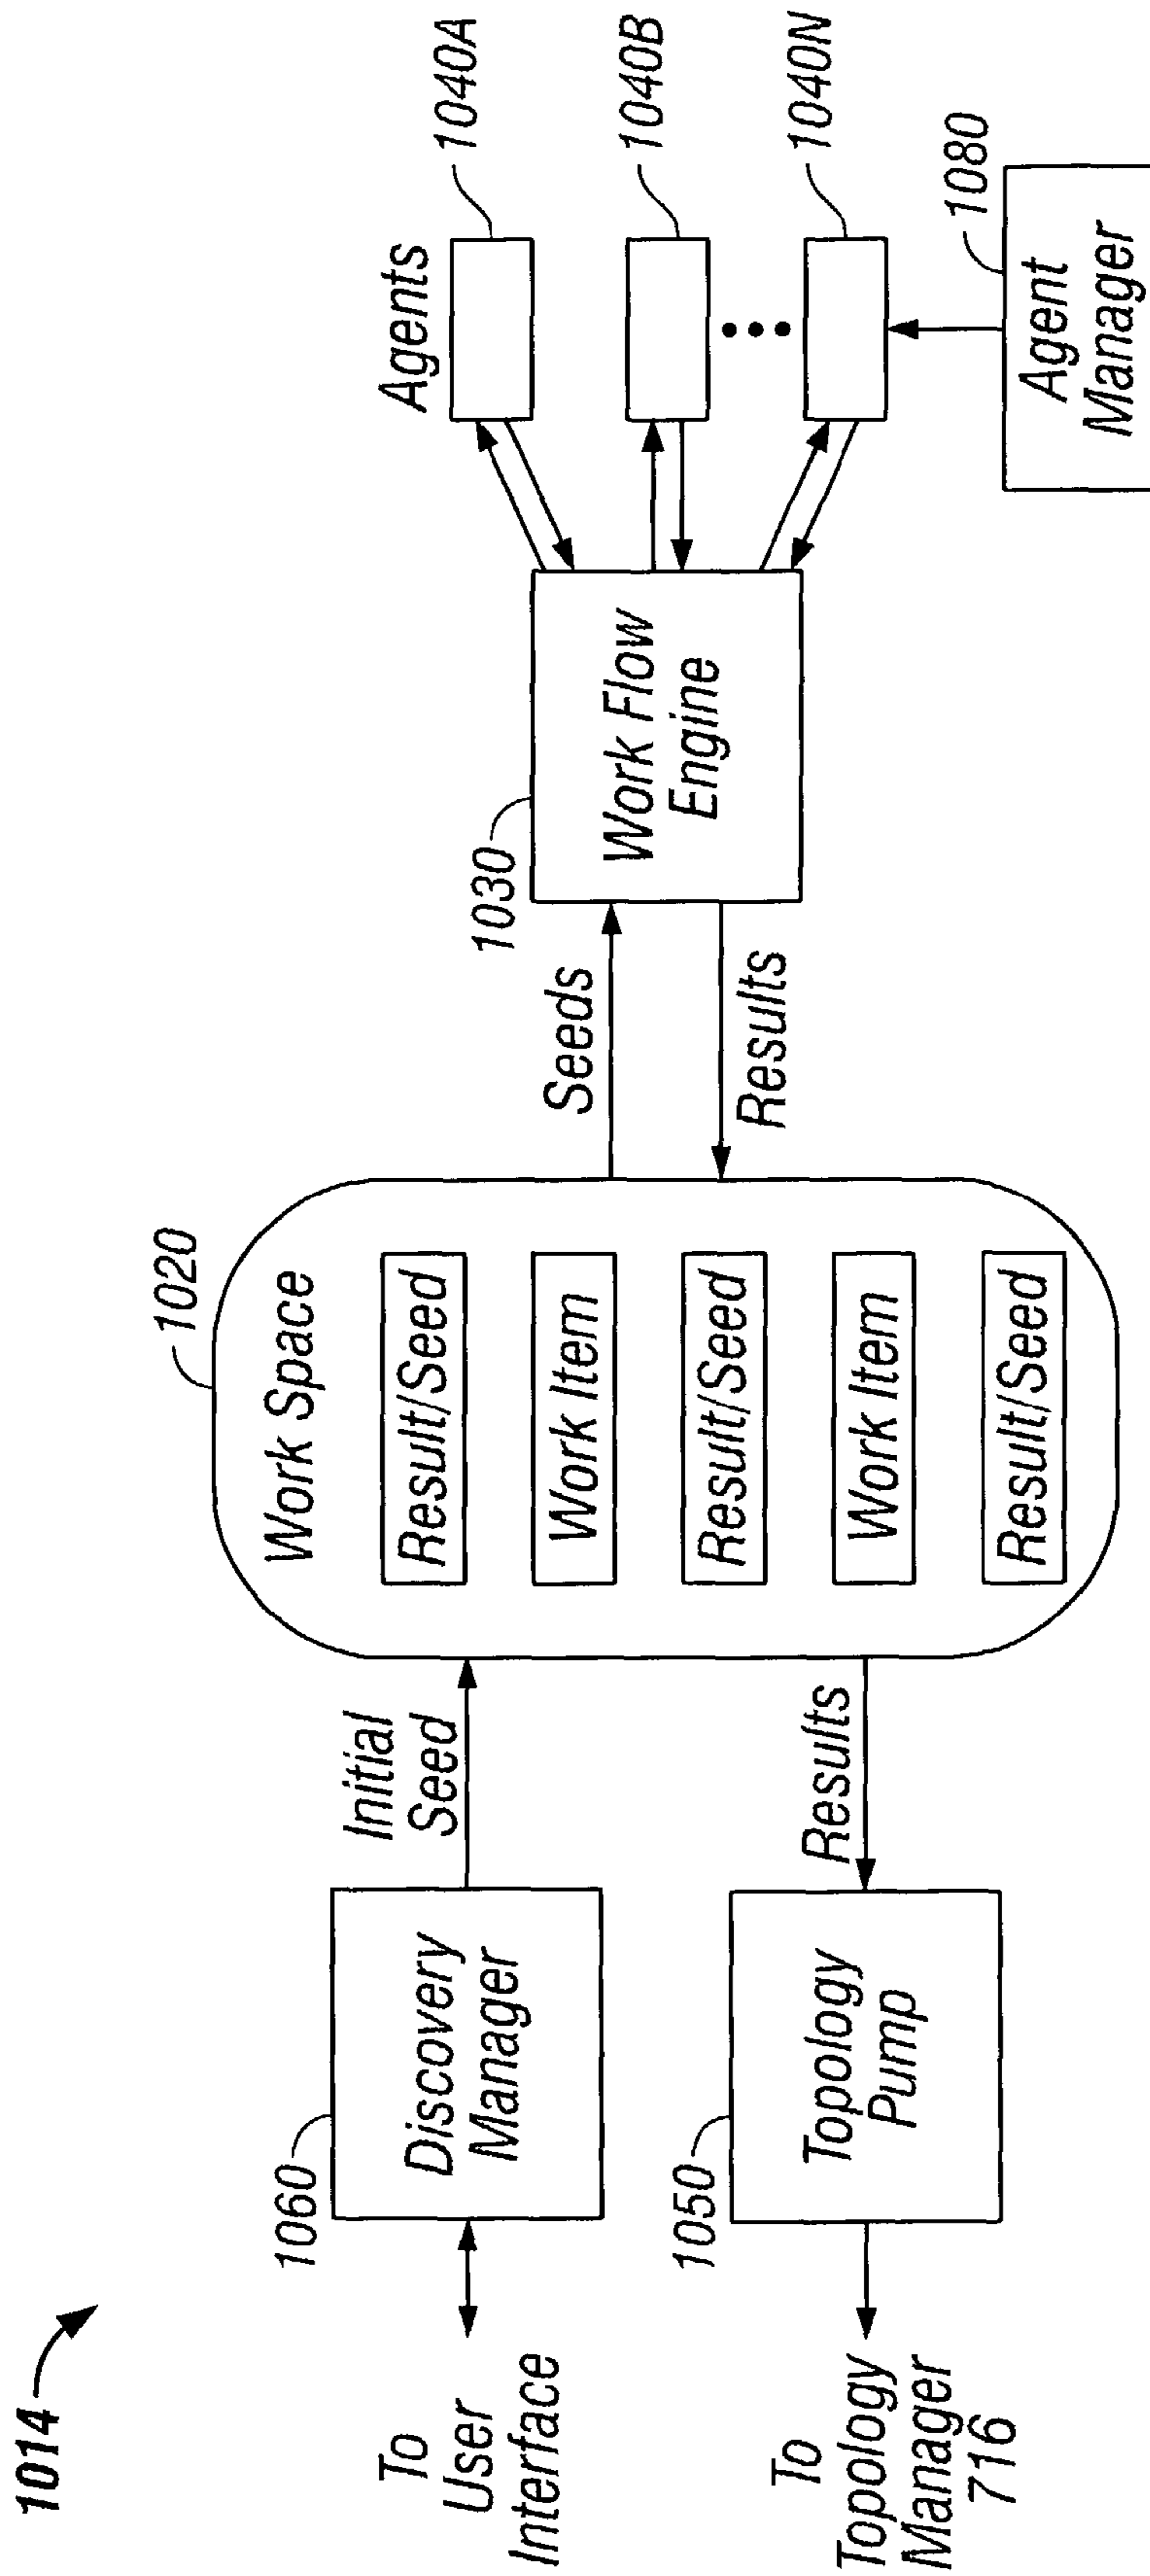 1014
To
User
Interface
1060
Discovery
Manager
Initial
Seed
To
Topology
Manager
716
1050
Topology
Pump
Results
1020
Work Space
Result/Seed
Work Item
Result/Seed
Work Item
Result/Seed
Seeds
Results
1030
Work Flow
Engine
Agents
1040A
1040B
1040N
1080
Agent
Manager